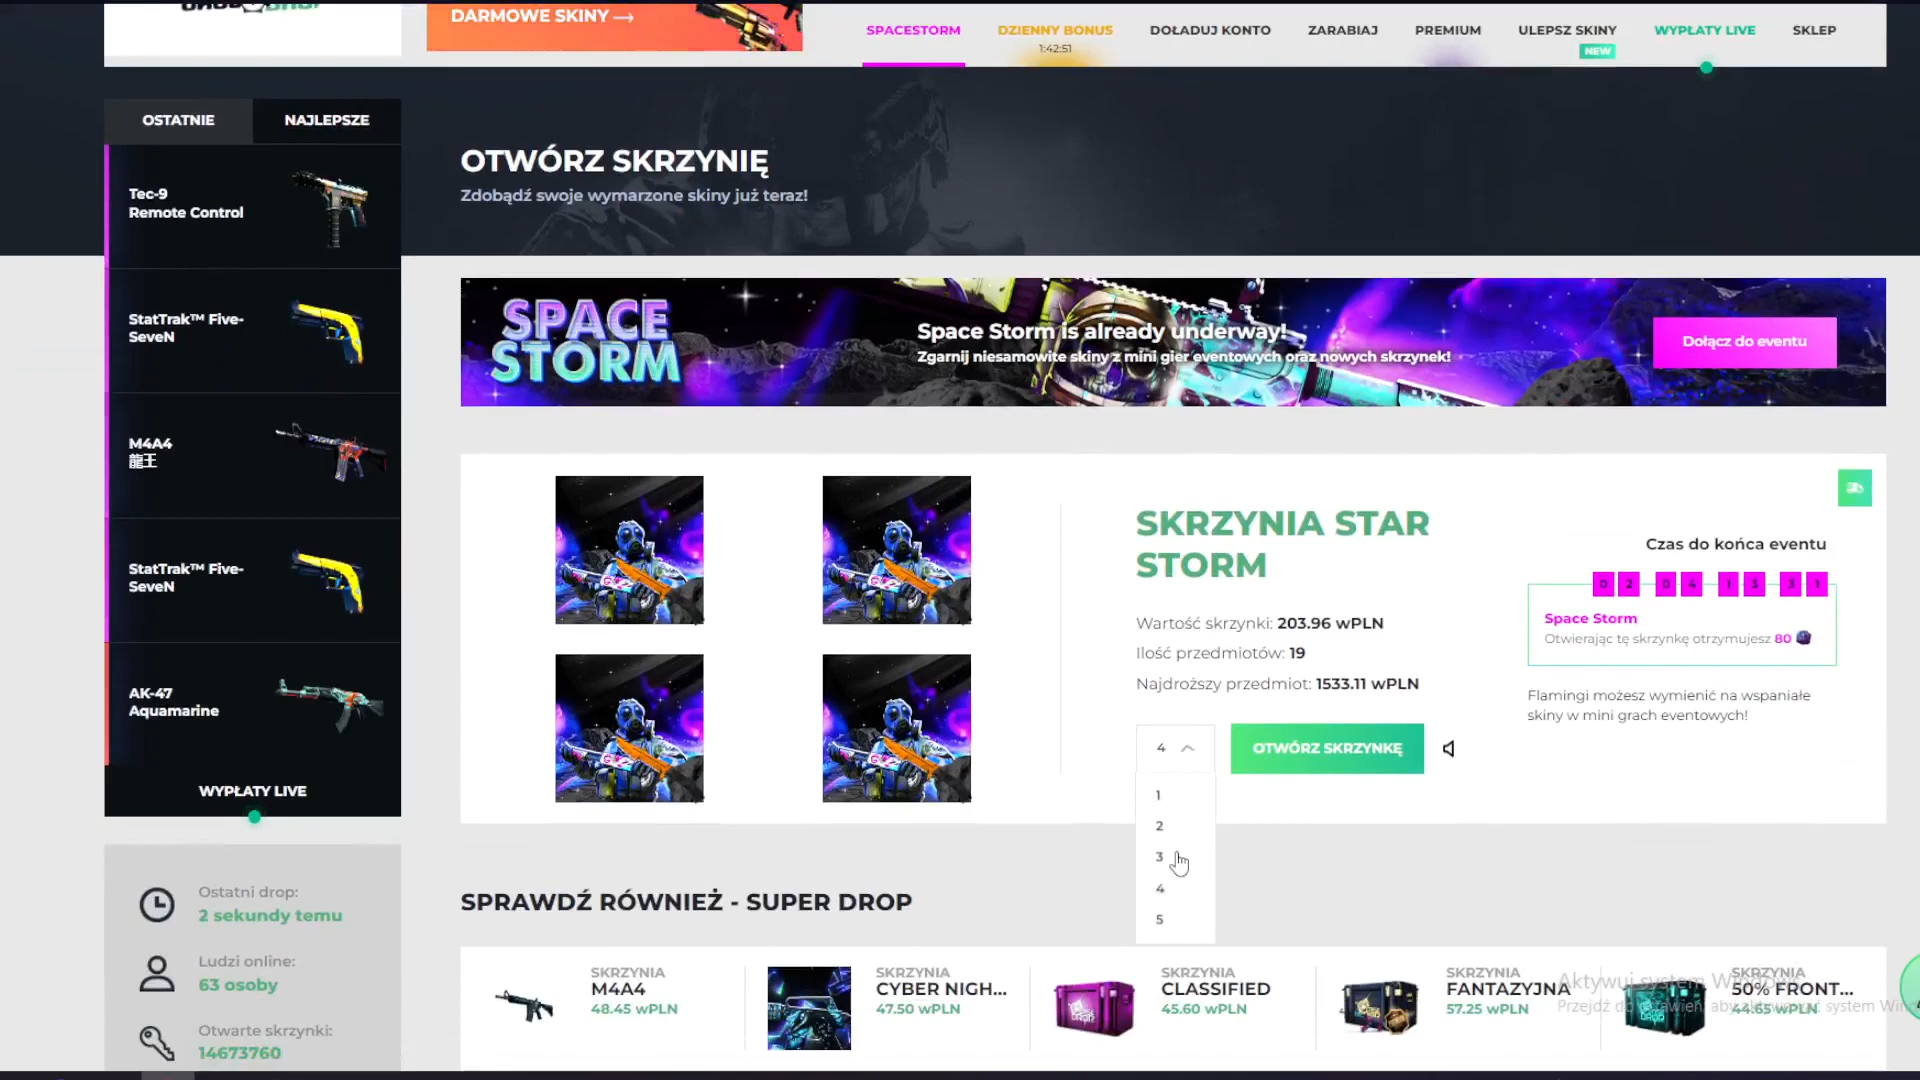 DARMOWE SKINY →
SPACESTORM
DZIENNY BONUS
1:42:51
DOŁADUJ KONTO
ZARABIAJ
PREMIUM
ULEPSZ SKINY
NEW
WYPŁATY LIVE
SKLEP
OSTATNIE
NAJLEPSZE
Tec-9
Remote Control
StatTrak™ Five-
SeveN
M4A4
龍王
StatTrak™ Five-
SeveN
AK-47
Aquamarine
WYPŁATY LIVE
Ostatni drop:
2 sekundy temu
Ludzi online:
63 osoby
Otwarte skrzynki:
14673760
OTWÓRZ SKRZYNIĘ
Zdobądź swoje wymarzone skiny już teraz!
SPACE
STORM
Space Storm is already underway!
Zgarnij niesamowite skiny z mini gier eventowych oraz nowych skrzynek!
Dołącz do eventu
SKRZYNIA STAR
STORM
Wartość skrzynki: 203.96 wPLN
Ilość przedmiotów: 19
Najdroższy przedmiot: 1533.11 wPLN
4
OTWÓRZ SKRZYNKĘ
1
2
3
4
5
Czas do końca eventu
0 2 0 4 1 3 3 1
Space Storm
Otwierając tę skrzynkę otrzymujesz 80
Flamingi możesz wymienić na wspaniałe
skiny w mini grach eventowych!
SPRAWDŹ RÓWNIEŻ - SUPER DROP
SKRZYNIA
M4A4
48.45 wPLN
SKRZYNIA
CYBER NIGH...
47.50 wPLN
SKRZYNIA
CLASSIFIED
45.60 wPLN
SKRZYNIA
FANTAZYJNA
57.25 wPLN
SKRZYNIA
50% FRONT...
44.65 wPLN
Aktywuj system Windows